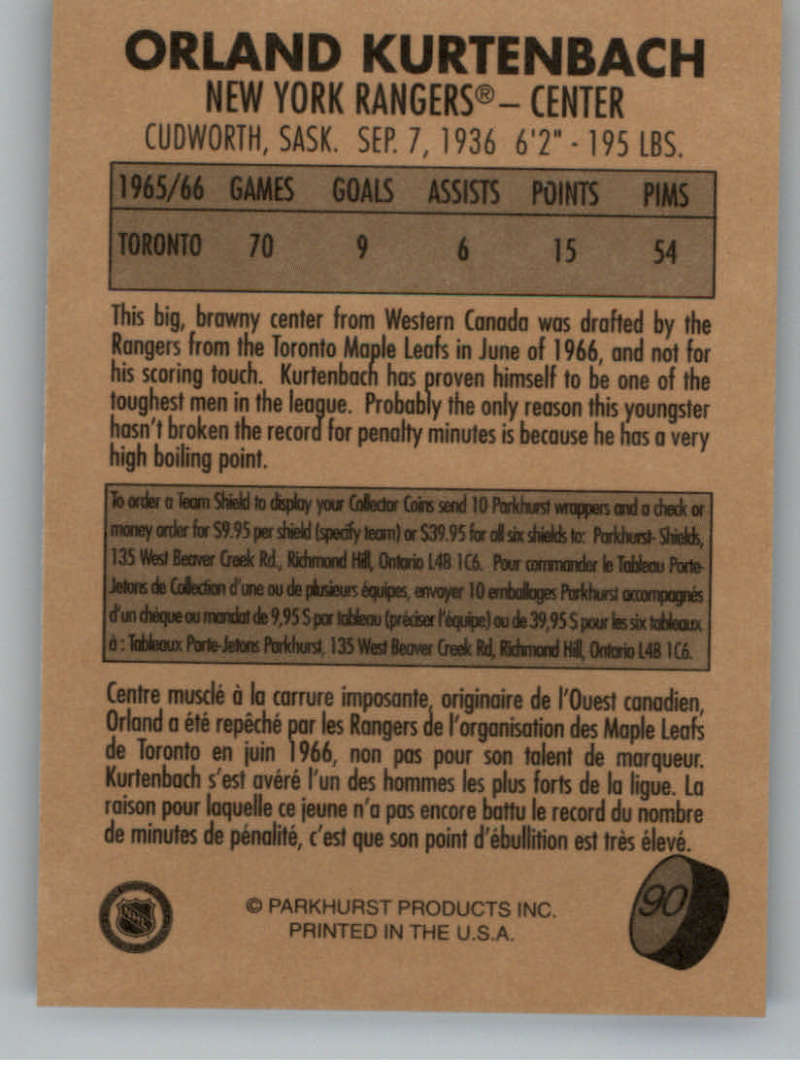 ORLAND KURTENBACH
NEW YORK RANGERS® – CENTER
CUDWORTH, SASK. SEP. 7, 1936 6'2" - 195 LBS.
1965/66 GAMES GOALS ASSISTS POINTS PIMS
TORONTO 70 9 6 15 54
This big, brawny center from Western Canada was drafted by the
Rangers from the Toronto Maple Leafs in June of 1966, and not for
his scoring touch. Kurtenbach has proven himself to be one of the
toughest men in the league. Probably the only reason this youngster
hasn't broken the record for penalty minutes is because he has a very
high boiling point.
To order a Team Shield to display your Collector Coins send 10 Parkhurst wrappers and a check or
money order for $9.95 per shield (specify team) or $39.95 for all six shields to: Parkhurst- Shields,
135 West Beaver Creek Rd., Richmond Hill, Ontario L4B 1C6. Pour commander le Tableau Porte-
Jetons de Collection d'une ou de plusieurs équipes, envoyer 10 emballages Parkhurst accompagnés
d'un chèque ou mandat de 9,95 $ par tableau (préciser l'équipe) ou de 39,95 $ pour les six tableaux
à : Tableaux Porte-Jetons Parkhurst, 135 West Beaver Creek Rd, Richmond Hill, Ontario L4B 1C6.
Centre musclé à la carrure imposante, originaire de l'Ouest canadien,
Orland a été repêché par les Rangers de l'organisation des Maple Leafs
de Toronto en juin 1966, non pas pour son talent de marqueur.
Kurtenbach s'est avéré l'un des hommes les plus forts de la ligue. La
raison pour laquelle ce jeune n'a pas encore battu le record du nombre
de minutes de pénalité, c'est que son point d'ébullition est très élevé.
90
© PARKHURST PRODUCTS INC.
PRINTED IN THE U.S.A.